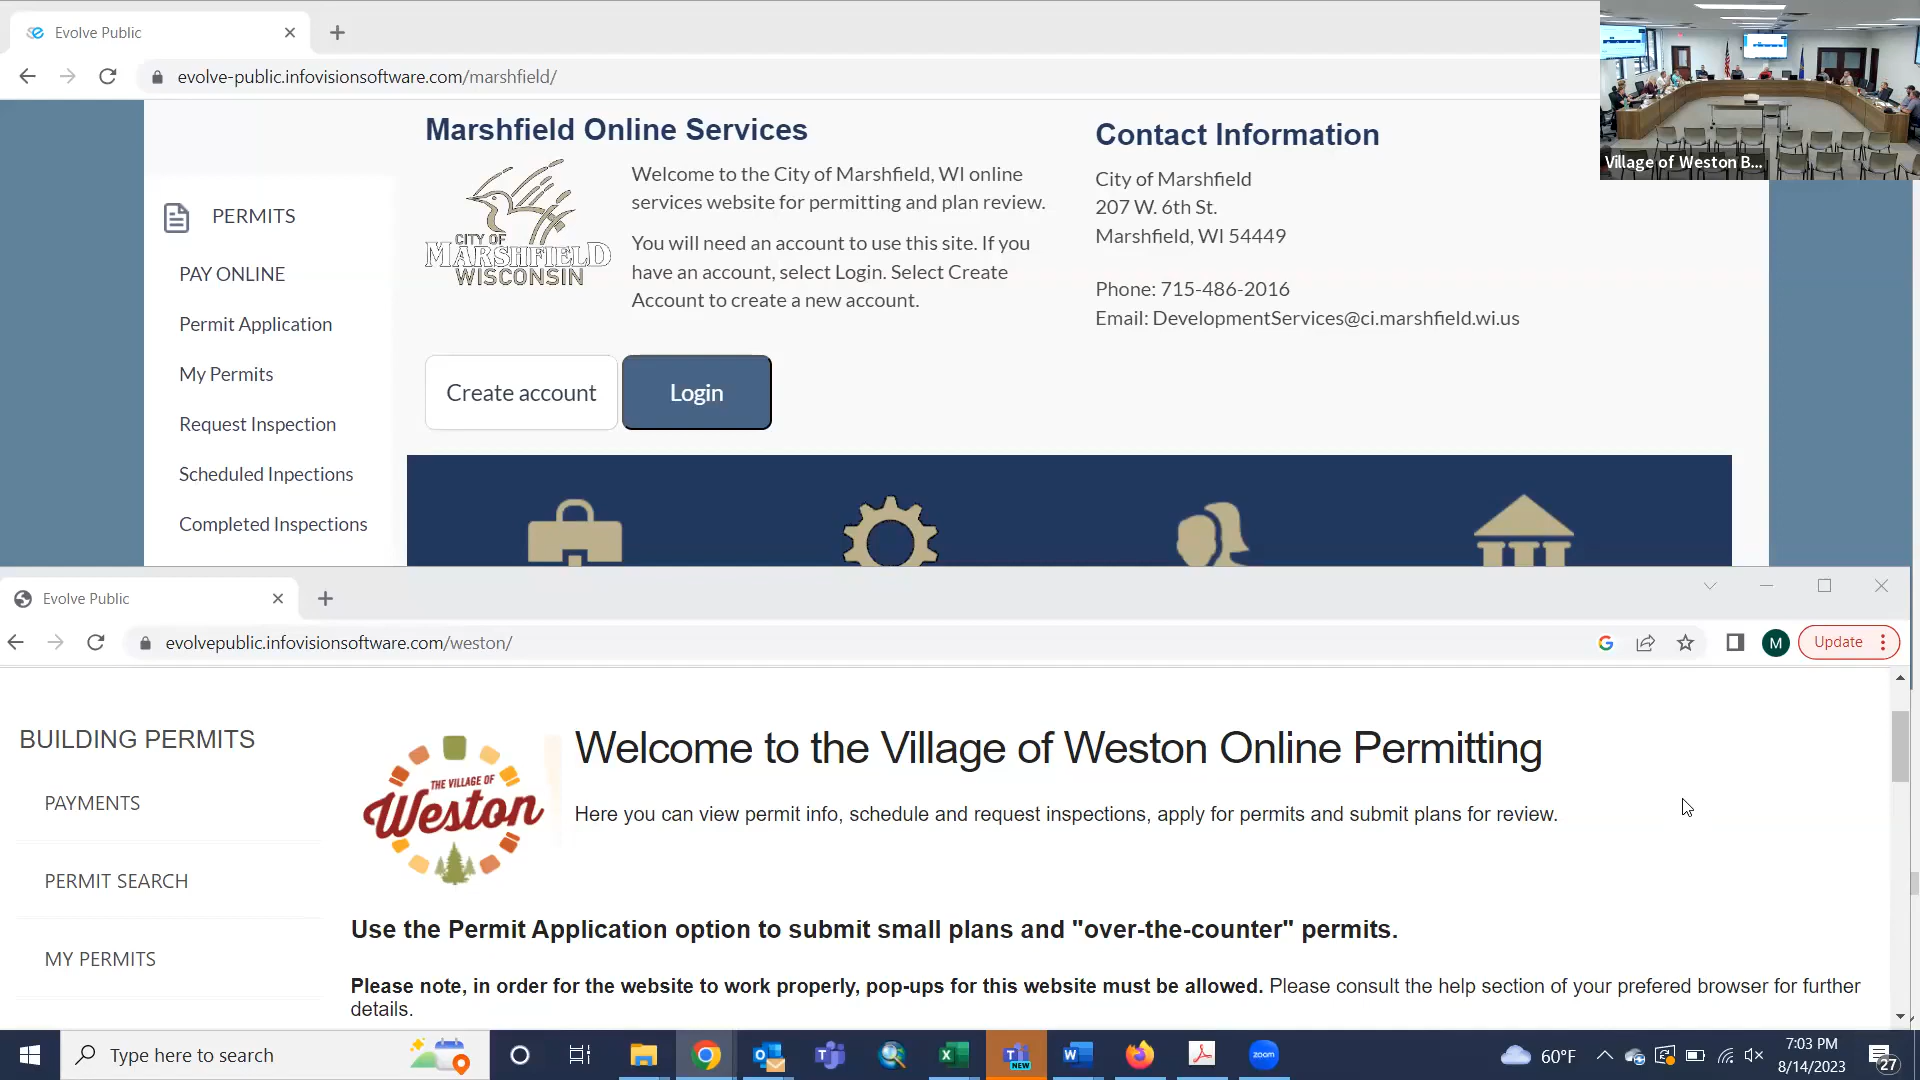 Evolve Public
evolve-public.infovisionsoftware.com/marshfield/
Village of Weston B...
PERMITS
PAY ONLINE
Permit Application
My Permits
Request Inspection
Scheduled Inpections
Completed Inspections
Marshfield Online Services
CITY OF
MARSHFIELD
WISCONSIN
Welcome to the City of Marshfield, WI online
services website for permitting and plan review.
You will need an account to use this site. If you
have an account, select Login. Select Create
Account to create a new account.
Create account
Login
Contact Information
City of Marshfield
207 W. 6th St.
Marshfield, WI 54449
Phone: 715-486-2016
Email: DevelopmentServices@ci.marshfield.wi.us
Evolve Public
evolvepublic.infovisionsoftware.com/weston/
M
Update
BUILDING PERMITS
PAYMENTS
PERMIT SEARCH
MY PERMITS
THE VILLAGE OF
Weston
Welcome to the Village of Weston Online Permitting
Here you can view permit info, schedule and request inspections, apply for permits and submit plans for review.
Use the Permit Application option to submit small plans and "over-the-counter" permits.
Please note, in order for the website to work properly, pop-ups for this website must be allowed. Please consult the help section of your prefered browser for further
details.
Type here to search
NEW
zoom
60°F
7:03 PM
8/14/2023
27